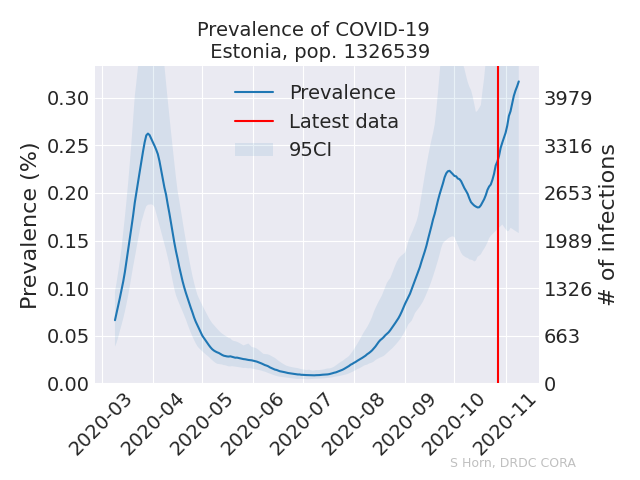 Prevalence of COVID-19
Estonia, pop. 1326539
Prevalence
Latest data
95CI
Prevalence (%)
0.30
0.25
0.20
0.15
0.10
0.05
0.00
3979
3316
2653
1989
1326
663
0
# of infections
2020-03
2020-04
2020-05
2020-06
2020-07
2020-08
2020-09
2020-10
2020-11
S Horn, DRDC CORA